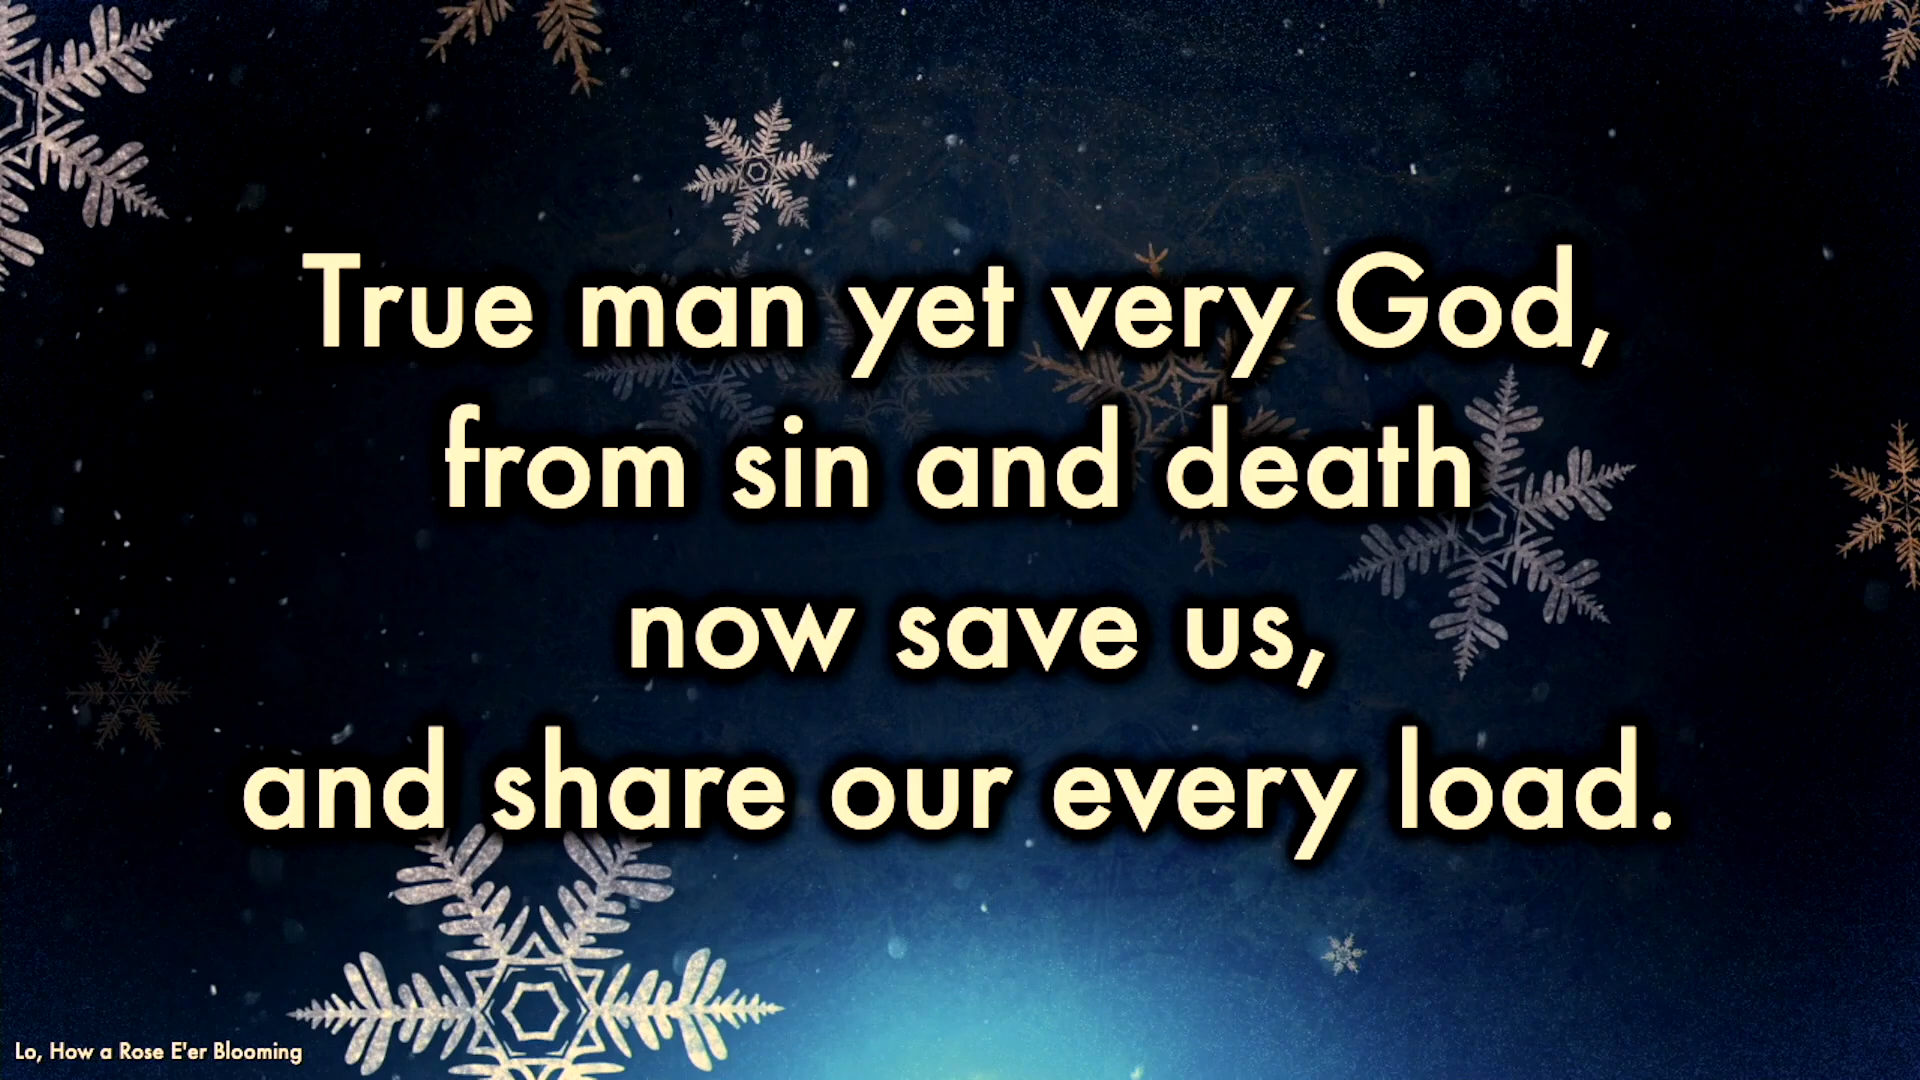 True man yet very God,
from sin and death
now save us,
and share our every load.
Lo, How a Rose E'er Blooming